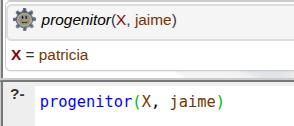 progenitor(X, jaime)
X = patricia
?- progenitor(X, jaime)